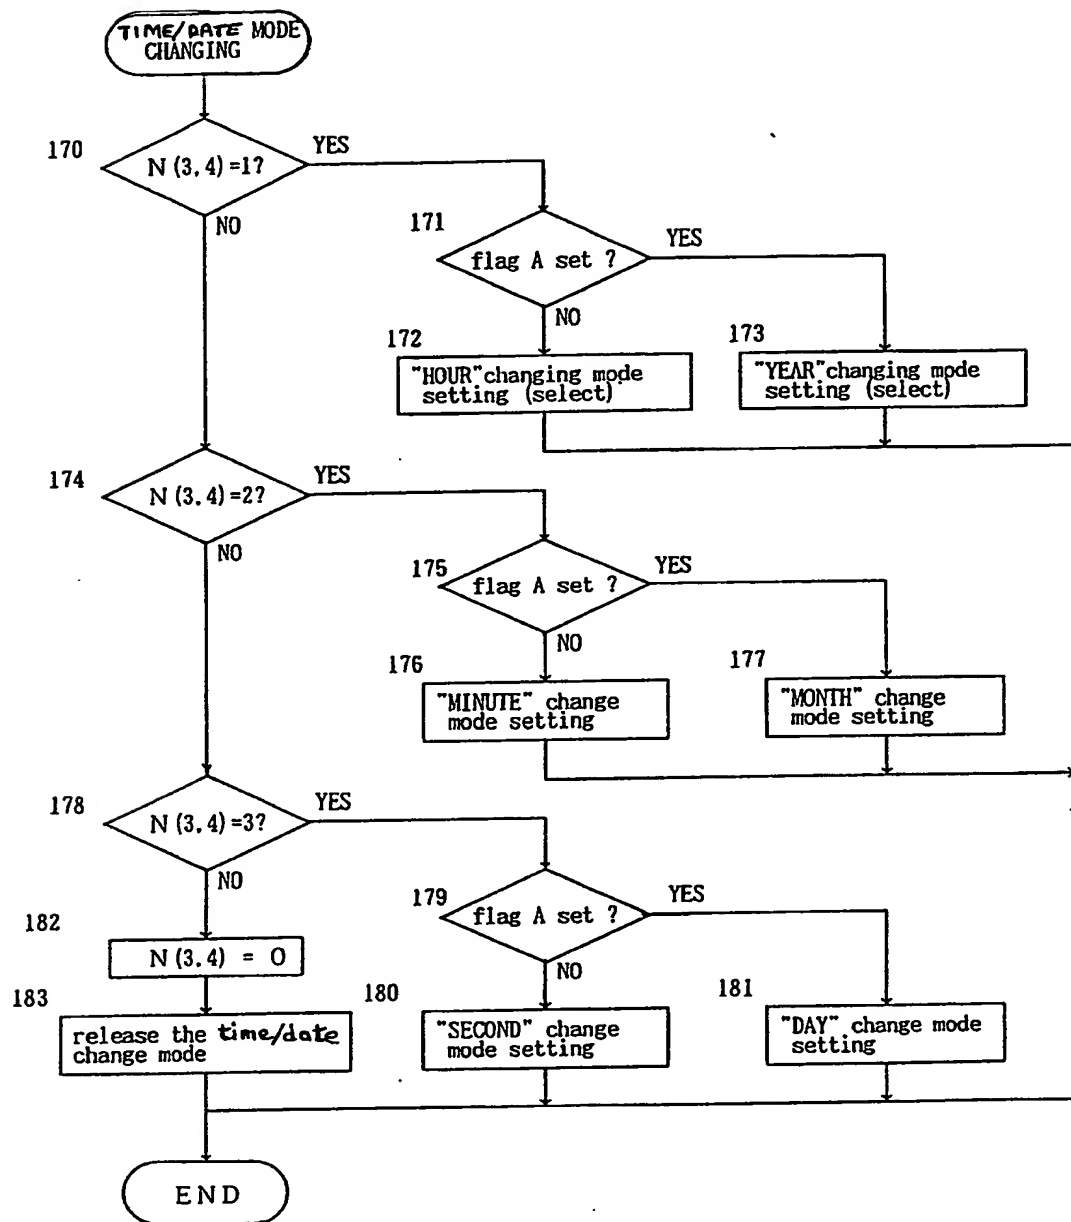 TIME/DATE MODE
CHANGING
170
N(3,4)=1?
YES
NO
171
flag A set ?
YES
NO
172
"HOUR"changing mode
setting (select)
173
"YEAR"changing mode
setting (select)
174
N(3.4)=2?
YES
NO
175
flag A set ?
YES
NO
176
"MINUTE" change
mode setting
177
"MONTH" change
mode setting
178
N(3.4)=3?
YES
NO
179
flag A set ?
YES
NO
180
"SECOND" change
mode setting
181
"DAY" change mode
setting
182
N(3.4) = 0
183
release the time/date
change mode
END